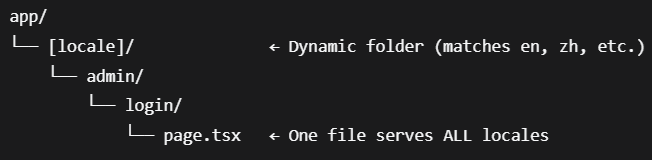 app/
└── [locale]/ ← Dynamic folder (matches en, zh, etc.)
└── admin/
└── login/
└── page.tsx ← One file serves ALL locales